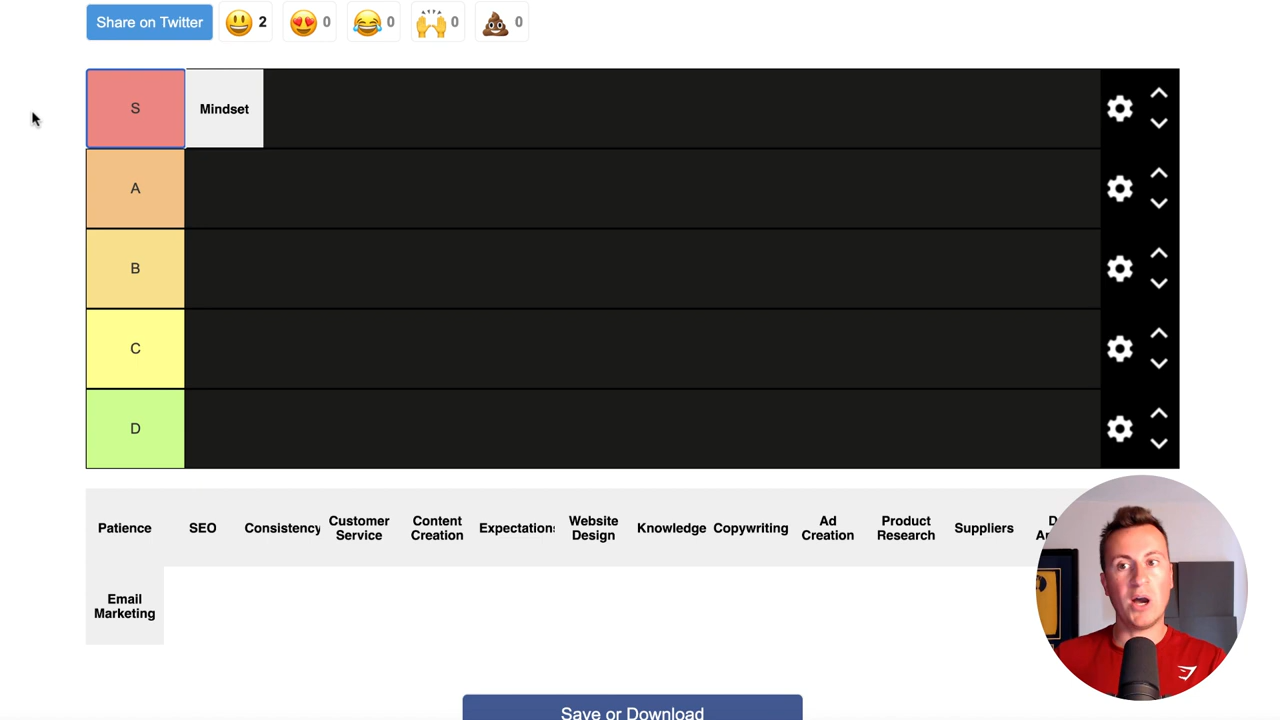 Share on Twitter 2 0 0 0 0
S Mindset
A
B
C
D
Patience SEO Consistency Customer Service Content Creation Expectations Website Design Knowledge Copywriting Ad Creation Product Research Suppliers
Email Marketing
Save or Download